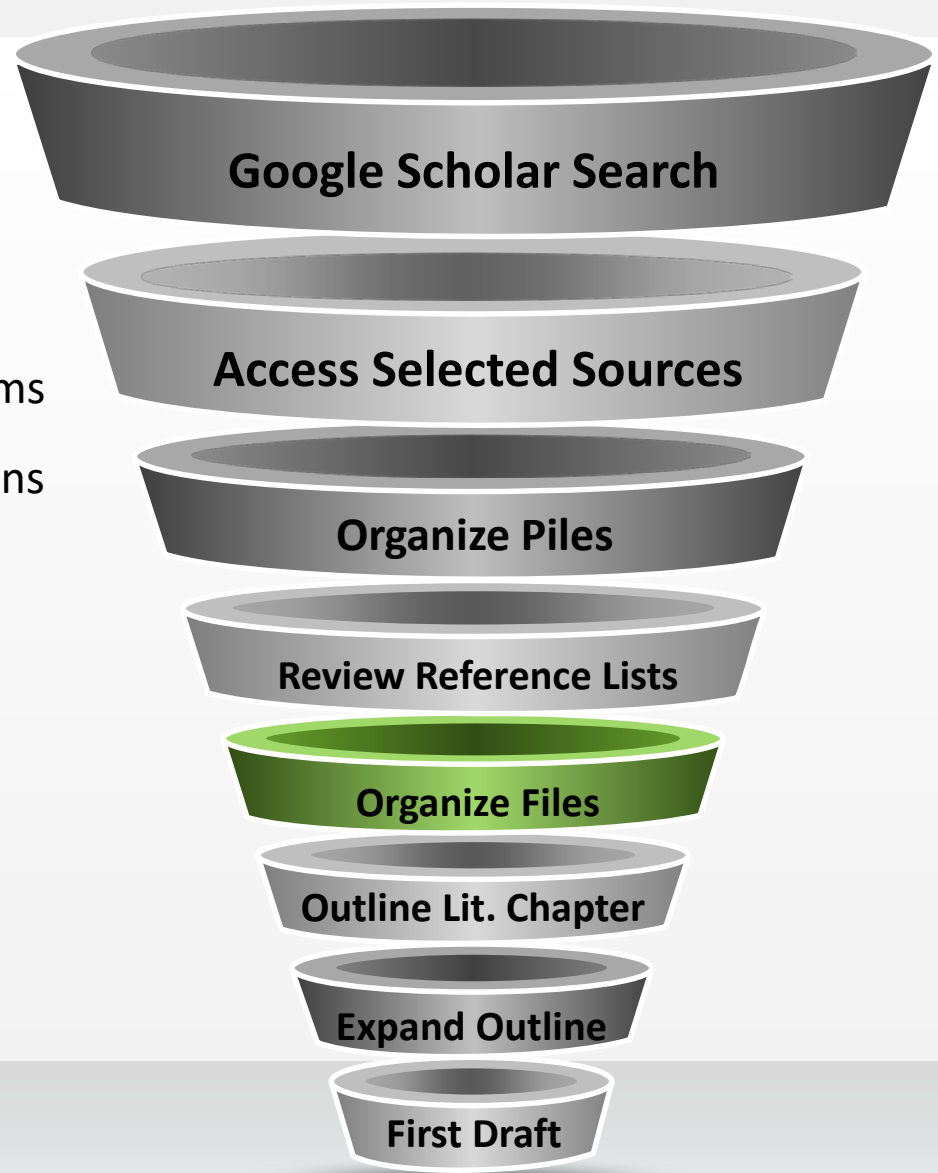 Google Scholar Search
Access Selected Sources
ms
ns
Organize Piles
Review Reference Lists
Organize Files
Outline Lit. Chapter
Expand Outline
First Draft